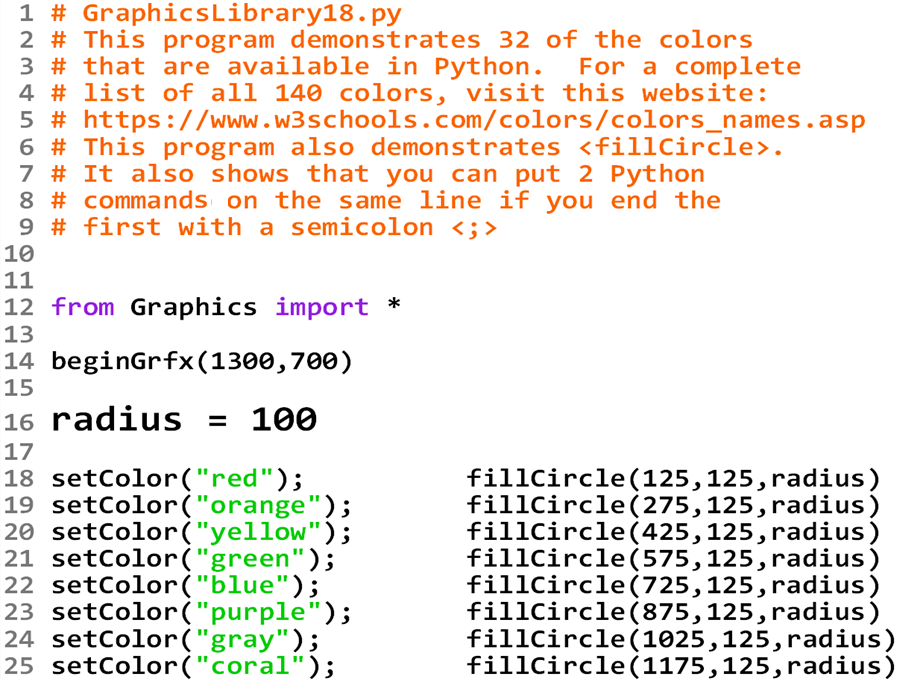 1 # GraphicsLibrary18.py
2 # This program demonstrates 32 of the colors
3 # that are available in Python.  For a complete
4 # list of all 140 colors, visit this website:
5 # https://www.w3schools.com/colors/colors_names.asp
6 # This program also demonstrates <fillCircle>.
7 # It also shows that you can put 2 Python
8 # commands on the same line if you end the
9 # first with a semicolon <;>
10
11
12 from Graphics import *
13
14 beginGrfx(1300,700)
15
16 radius = 100
17
18 setColor("red");          fillCircle(125,125,radius)
19 setColor("orange");       fillCircle(275,125,radius)
20 setColor("yellow");       fillCircle(425,125,radius)
21 setColor("green");        fillCircle(575,125,radius)
22 setColor("blue");         fillCircle(725,125,radius)
23 setColor("purple");       fillCircle(875,125,radius)
24 setColor("gray");         fillCircle(1025,125,radius)
25 setColor("coral");        fillCircle(1175,125,radius)